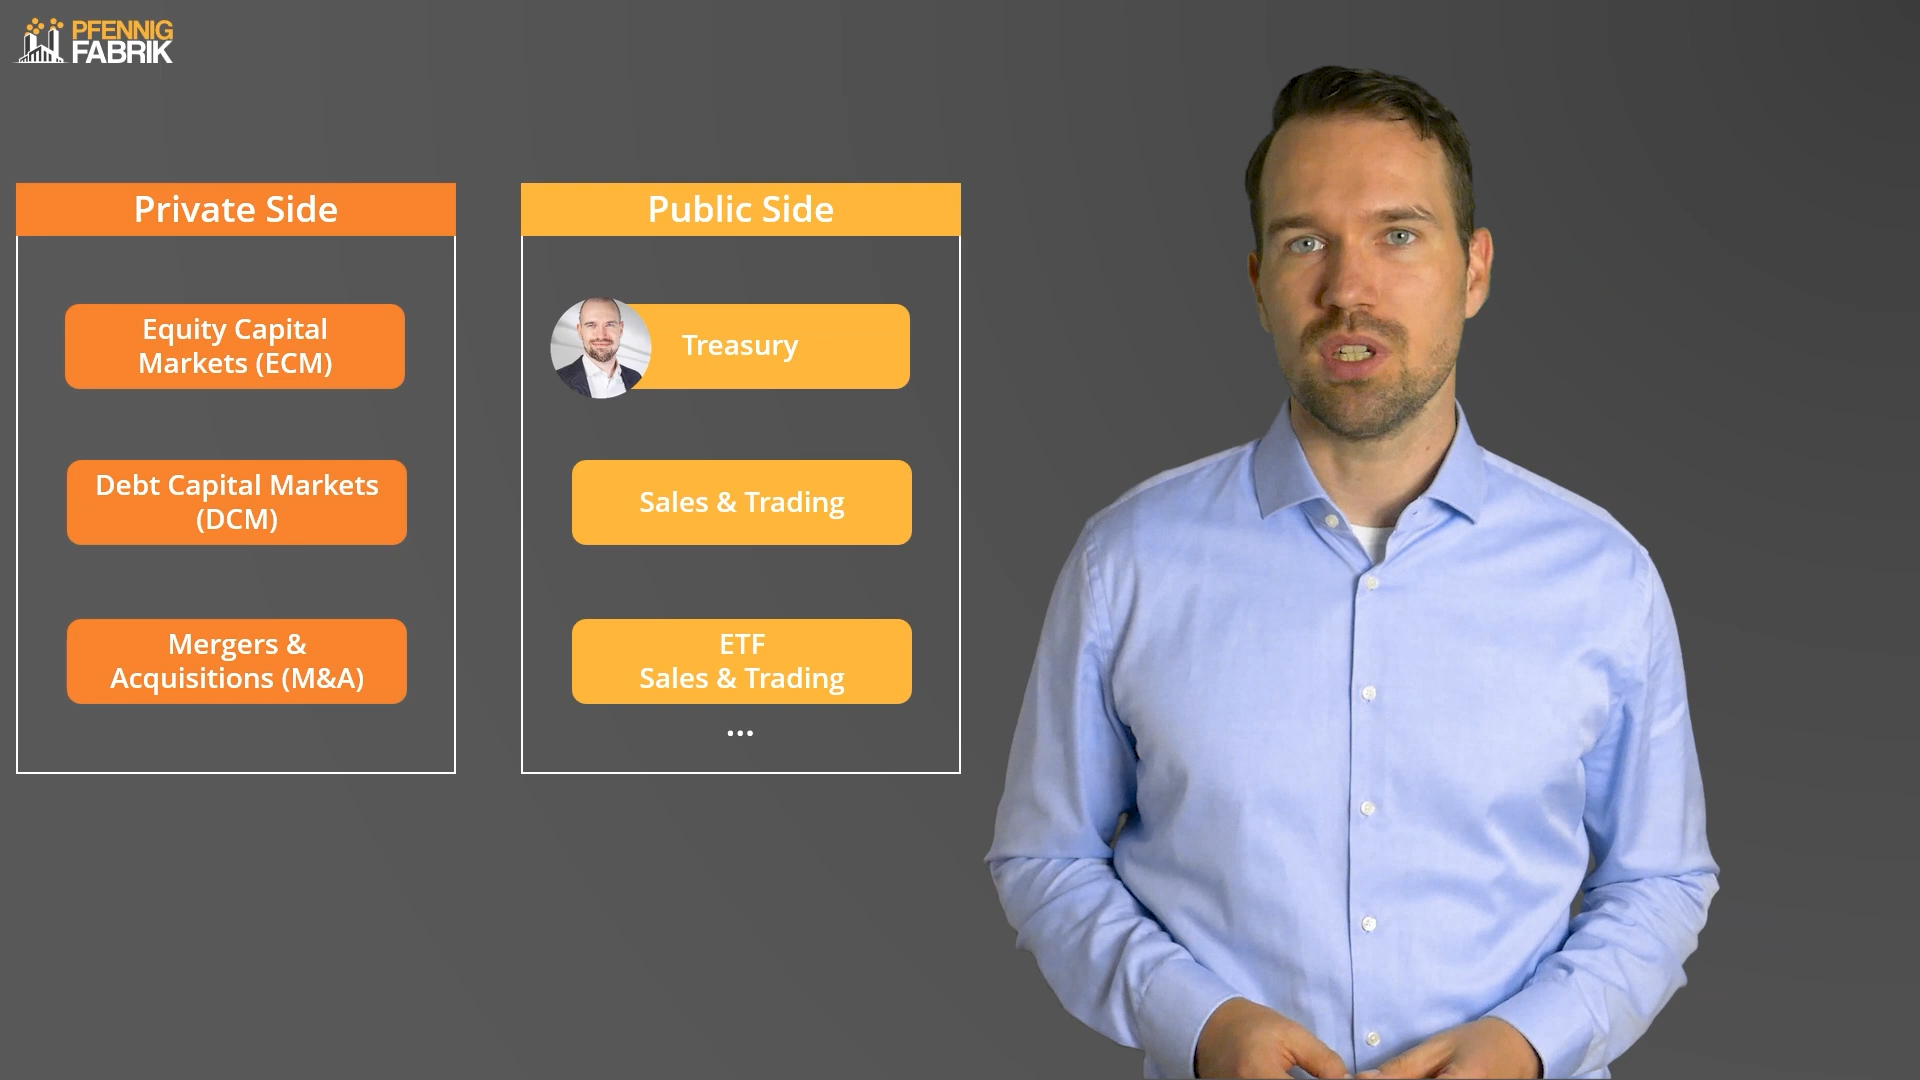 PFENNIG
FABRIK
Private Side
Equity Capital
Markets (ECM)
Debt Capital Markets
(DCM)
Mergers &
Acquisitions (M&A)
Public Side
Treasury
Sales & Trading
ETF
Sales & Trading
...